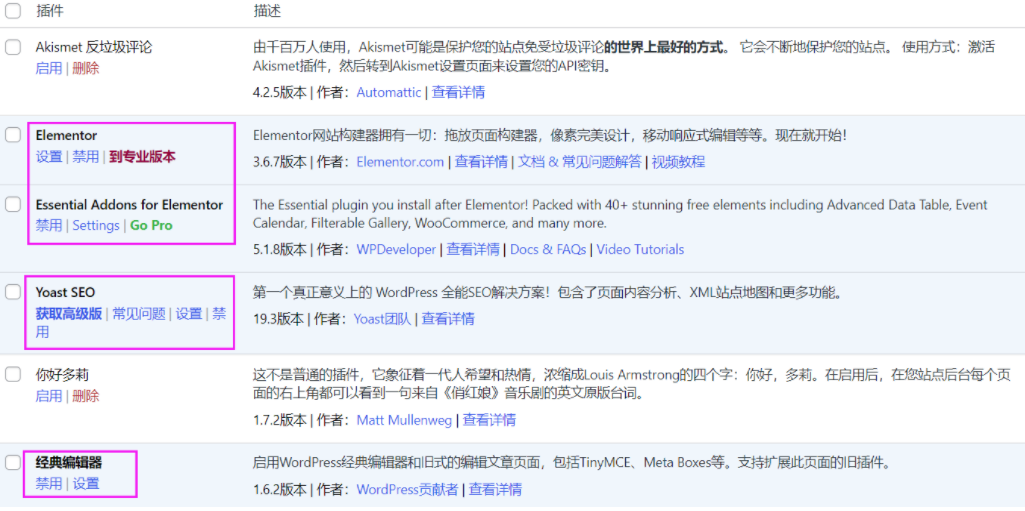 插件 描述
Akismet 反垃圾评论
启用 | 删除
由千百万人使用，Akismet可能是保护您的站点免受垃圾评论的世界上最好的方式。 它会不断地保护您的站点。 使用方式：激活
Akismet插件，然后转到Akismet设置页面来设置您的API密钥。
4.2.5版本 | 作者：Automattic | 查看详情
Elementor
设置 | 禁用 | 到专业版本
Elementor网站构建器拥有一切：拖放页面构建器，像素完美设计，移动响应式编辑等等。现在就开始！
3.6.7版本 | 作者：Elementor.com | 查看详情 | 文档 & 常见问题解答 | 视频教程
Essential Addons for Elementor
禁用 | Settings | Go Pro
The Essential plugin you install after Elementor! Packed with 40+ stunning free elements including Advanced Data Table, Event
Calendar, Filterable Gallery, WooCommerce, and many more.
5.1.8版本 | 作者：WPDeveloper | 查看详情 | Docs & FAQs | Video Tutorials
Yoast SEO
获取高级版 | 常见问题 | 设置 | 禁
用
第一个真正意义上的 WordPress 全能SEO解决方案！包含了页面内容分析、XML站点地图和更多功能。
19.3版本 | 作者：Yoast团队 | 查看详情
你好多莉
启用 | 删除
这不是普通的插件，它象征着一代人希望和热情，浓缩成Louis Armstrong的四个字：你好，多莉。在启用后，在您站点后台每个页
面的右上角都可以看到一句来自《俏红娘》音乐剧的英文原版台词。
1.7.2版本 | 作者：Matt Mullenweg | 查看详情
经典编辑器
禁用 | 设置
启用WordPress经典编辑器和旧式的编辑文章页面，包括TinyMCE、Meta Boxes等。支持扩展此页面的旧插件。
1.6.2版本 | 作者：WordPress贡献者 | 查看详情